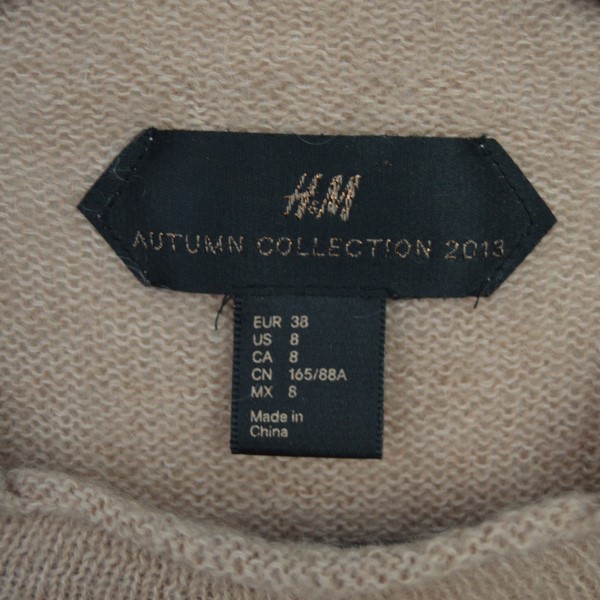 H&M
AUTUMN COLLECTION 2013
EUR 38
US 8
CA 8
CN 165/88A
MX 8
Made in
China